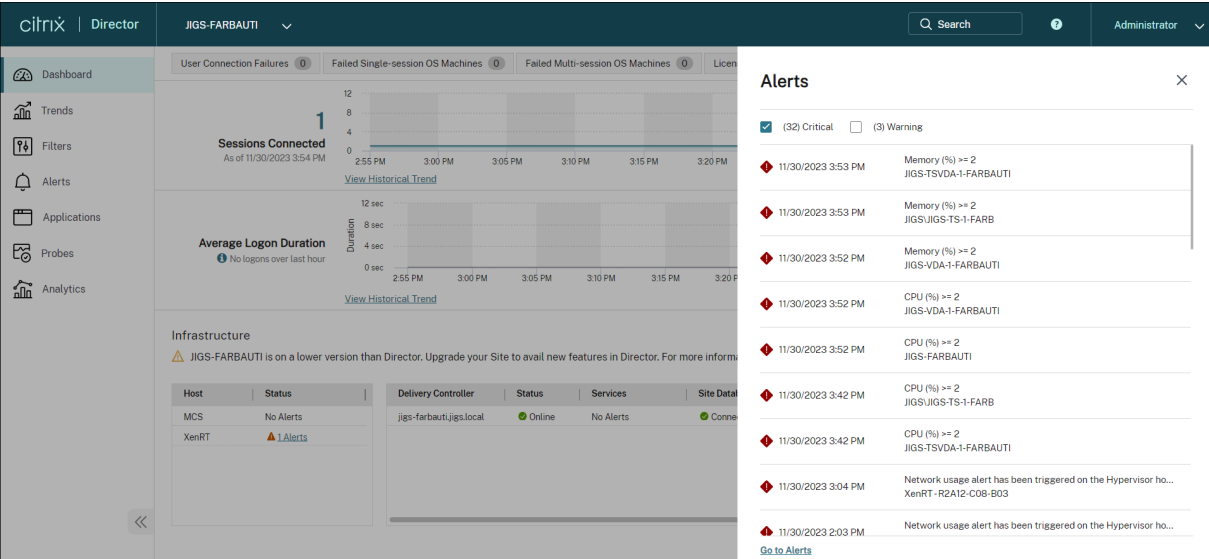 citrix | Director
JIGS-FARBAUTI
Search
?
Administrator
Dashboard
Trends
Filters
Alerts
Applications
Probes
Analytics
User Connection Failures 0
Failed Single-session OS Machines 0
Failed Multi-session OS Machines 0
Licen
1
Sessions Connected
As of 11/30/2023 3:54 PM
12
8
4
0
2:55 PM 3:00 PM 3:05 PM 3:10 PM 3:15 PM 3:20 PM
View Historical Trend
Average Logon Duration
No logons over last hour
Duration
12 sec
8 sec
4 sec
0 sec
2:55 PM 3:00 PM 3:05 PM 3:10 PM 3:15 PM 3:20 P
View Historical Trend
Infrastructure
JIGS-FARBAUTI is on a lower version than Director. Upgrade your Site to avail new features in Director. For more informa
Host Status
MCS No Alerts
XenRT 1 Alerts
Delivery Controller Status Services Site Datal
jigs-farbauti.jigs.local Online No Alerts Conne
Alerts
(32) Critical (3) Warning
11/30/2023 3:53 PM Memory (%) >= 2
JIGS-TSVDA-1-FARBAUTI
11/30/2023 3:53 PM Memory (%) >= 2
JIGS\JIGS-TS-1-FARB
11/30/2023 3:52 PM Memory (%) >= 2
JIGS-VDA-1-FARBAUTI
11/30/2023 3:52 PM CPU (%) >= 2
JIGS-VDA-1-FARBAUTI
11/30/2023 3:52 PM CPU (%) >= 2
JIGS-FARBAUTI
11/30/2023 3:42 PM CPU (%) >= 2
JIGS\JIGS-TS-1-FARB
11/30/2023 3:42 PM CPU (%) >= 2
JIGS-TSVDA-1-FARBAUTI
11/30/2023 3:04 PM Network usage alert has been triggered on the Hypervisor ho...
XenRT - R2A12-C08-B03
11/30/2023 2:03 PM Network usage alert has been triggered on the Hypervisor ho...
Go to Alerts